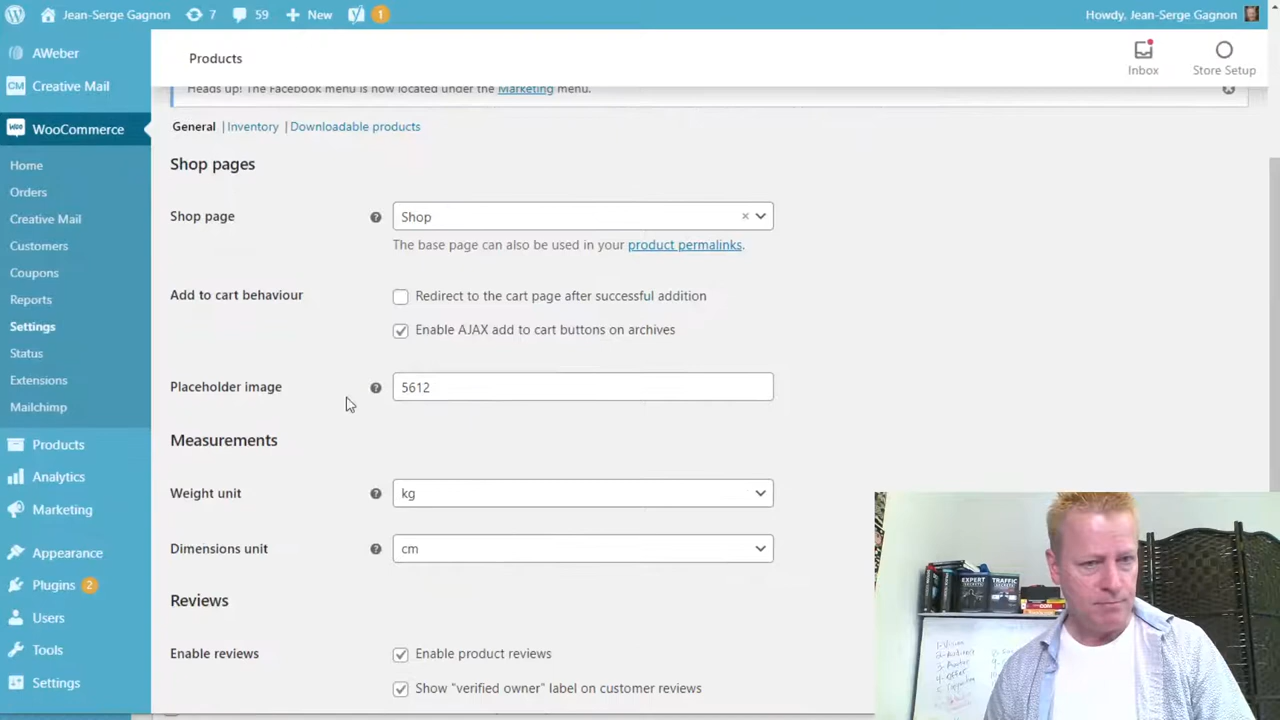 Jean-Serge Gagnon 7 59 New 1 Howdy, Jean-Serge Gagnon
AWeber
CM Creative Mail
Woo WooCommerce
Home
Orders
Creative Mail
Customers
Coupons
Reports
Settings
Status
Extensions
Mailchimp
Products
Analytics
Marketing
Appearance
Plugins 2
Users
Tools
Settings
Products
Inbox
Store Setup
Heads up! The Facebook menu is now located under the Marketing menu.
General | Inventory | Downloadable products
Shop pages
Shop page ? Shop ×
The base page can also be used in your product permalinks.
Add to cart behaviour Redirect to the cart page after successful addition
Enable AJAX add to cart buttons on archives
Placeholder image ? 5612
Measurements
Weight unit ? kg
Dimensions unit ? cm
Reviews
Enable reviews Enable product reviews
Show "verified owner" label on customer reviews
EXPERT
SECRETS
TRAFFIC
SECRETS